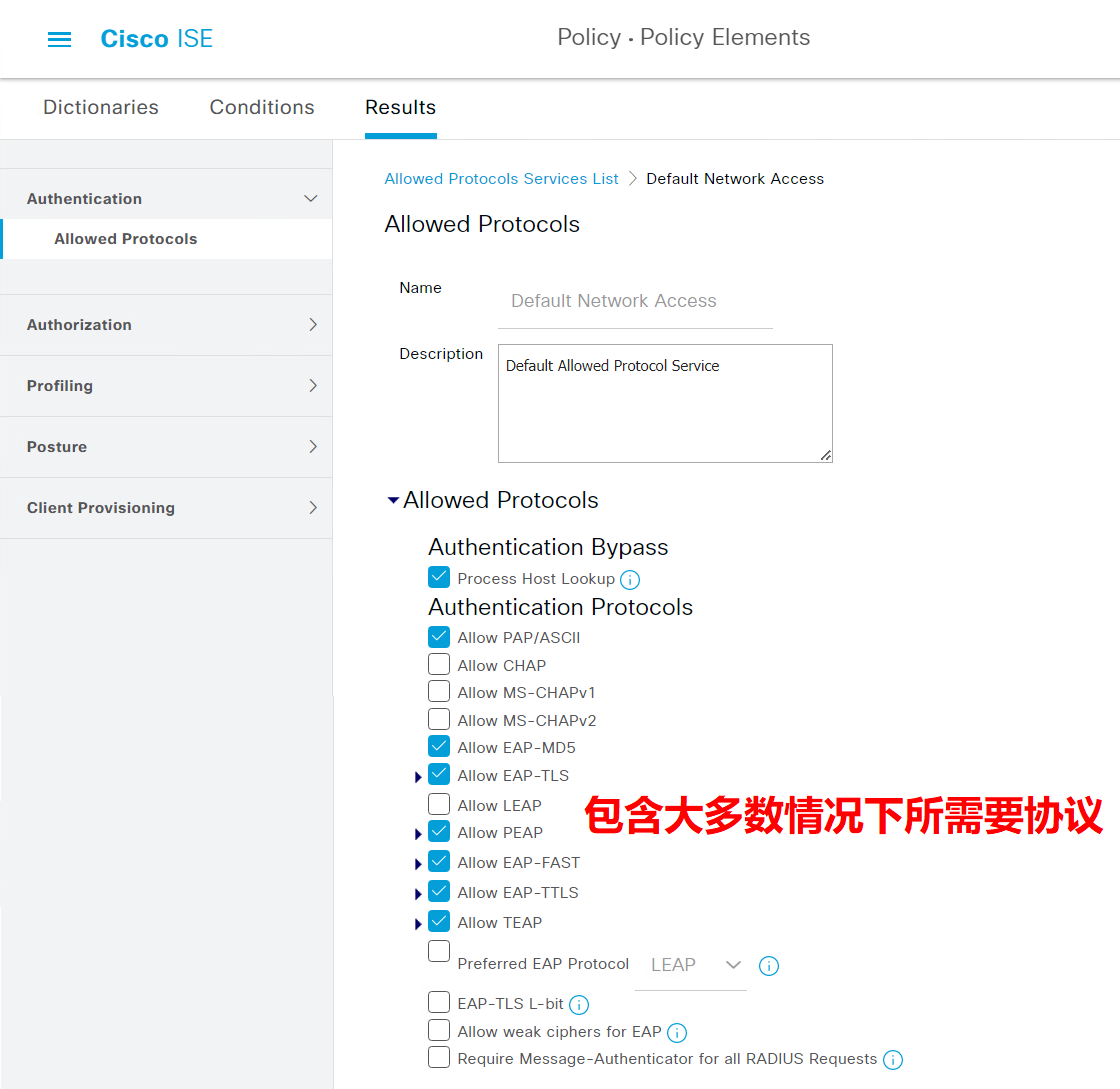 Cisco ISE
Policy · Policy Elements
Dictionaries Conditions Results
Authentication
Allowed Protocols
Authorization
Profiling
Posture
Client Provisioning
Allowed Protocols Services List > Default Network Access
Allowed Protocols
Name
Default Network Access
Description
Default Allowed Protocol Service
Allowed Protocols
Authentication Bypass
Process Host Lookup
Authentication Protocols
Allow PAP/ASCII
Allow CHAP
Allow MS-CHAPv1
Allow MS-CHAPv2
Allow EAP-MD5
Allow EAP-TLS
Allow LEAP
包含大多数情况下所需要协议
Allow PEAP
Allow EAP-FAST
Allow EAP-TTLS
Allow TEAP
Preferred EAP Protocol LEAP
EAP-TLS L-bit
Allow weak ciphers for EAP
Require Message-Authenticator for all RADIUS Requests